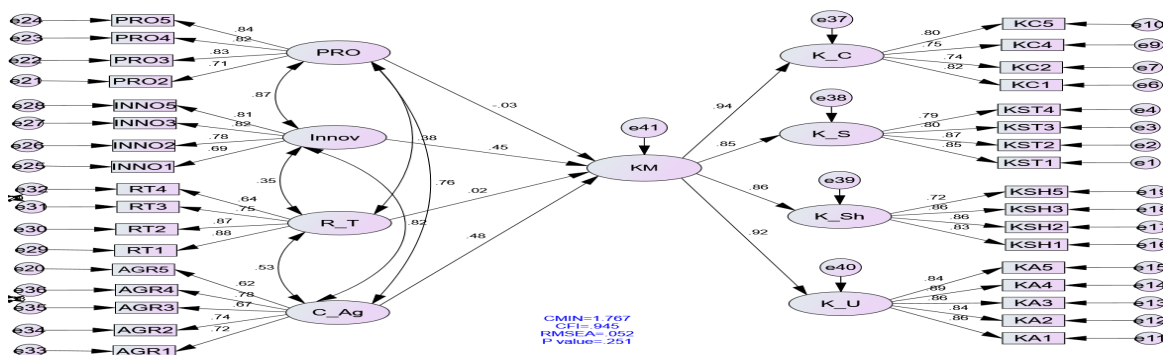 e24 PRO5 .84
e23 PRO4 .82
e22 PRO3 .83
e21 PRO2 .71
PRO
e28 INNO5 .81
e27 INNO3 .82
e26 INNO2 .78
e25 INNO1 .69
Innov
e32 RT4 .64
e31 RT3 .75
e30 RT2 .87
e29 RT1 .88
R_T
e20 AGR5 .62
e36 AGR4 .78
e35 AGR3 .67
e34 AGR2 .74
e33 AGR1 .72
C_Ag
.87
.35
.53
.38
.76
.82
-.03
.45
.02
.48
e41
KM
.94
.85
.86
.92
e37
K_C
.80 KC5 e10
.75 KC4 e9
.74 KC2 e7
.82 KC1 e6
e38
K_S
.79 KST4 e4
.80 KST3 e3
.87 KST2 e2
.85 KST1 e1
e39
K_Sh
.72 KSH5 e19
.86 KSH3 e18
.86 KSH2 e17
.83 KSH1 e16
e40
K_U
.84 KA5 e15
.89 KA4 e14
.86 KA3 e13
.84 KA2 e12
.86 KA1 e11
CMIN=1.767
CFI=.945
RMSEA=.052
P value=.251